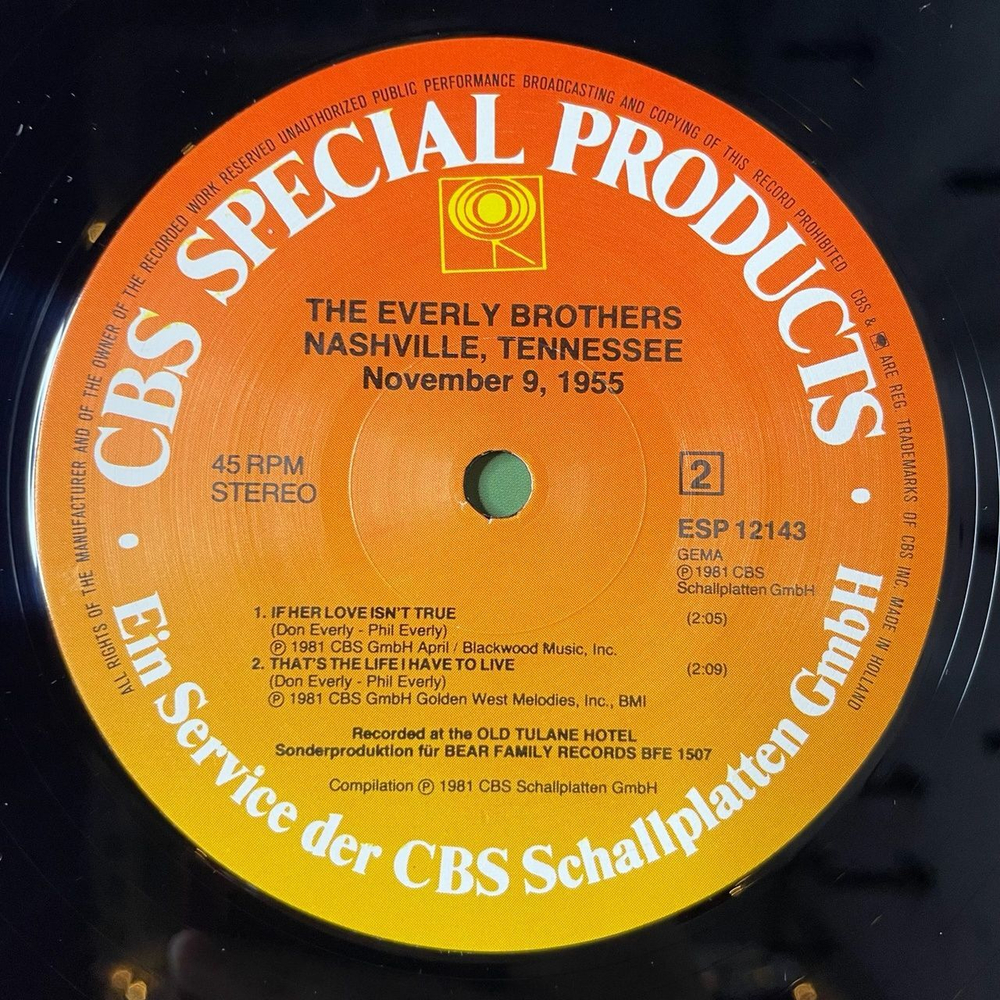 ALL RIGHTS OF THE MANUFACTURER AND OF THE OWNER OF THE RECORDED WORK RESERVED UNAUTHORIZED PUBLIC PERFORMANCE BROADCASTING AND COPYING OF THIS RECORD PROHIBITED
CBS & ARE REG. TRADEMARKS OF CBS INC. MADE IN HOLLAND
• CBS SPECIAL PRODUCTS •
THE EVERLY BROTHERS
NASHVILLE, TENNESSEE
November 9, 1955
45 RPM
STEREO
2
ESP 12143
GEMA
℗ 1981 CBS
Schallplatten GmbH
1. IF HER LOVE ISN'T TRUE (2:05)
(Don Everly - Phil Everly)
℗ 1981 CBS GmbH April / Blackwood Music, Inc.
2. THAT'S THE LIFE I HAVE TO LIVE (2:09)
(Don Everly - Phil Everly)
℗ 1981 CBS GmbH Golden West Melodies, Inc., BMI
Recorded at the OLD TULANE HOTEL
Sonderproduktion für BEAR FAMILY RECORDS BFE 1507
Compilation ℗ 1981 CBS Schallplatten GmbH
Ein Service der CBS Schallplatten GmbH